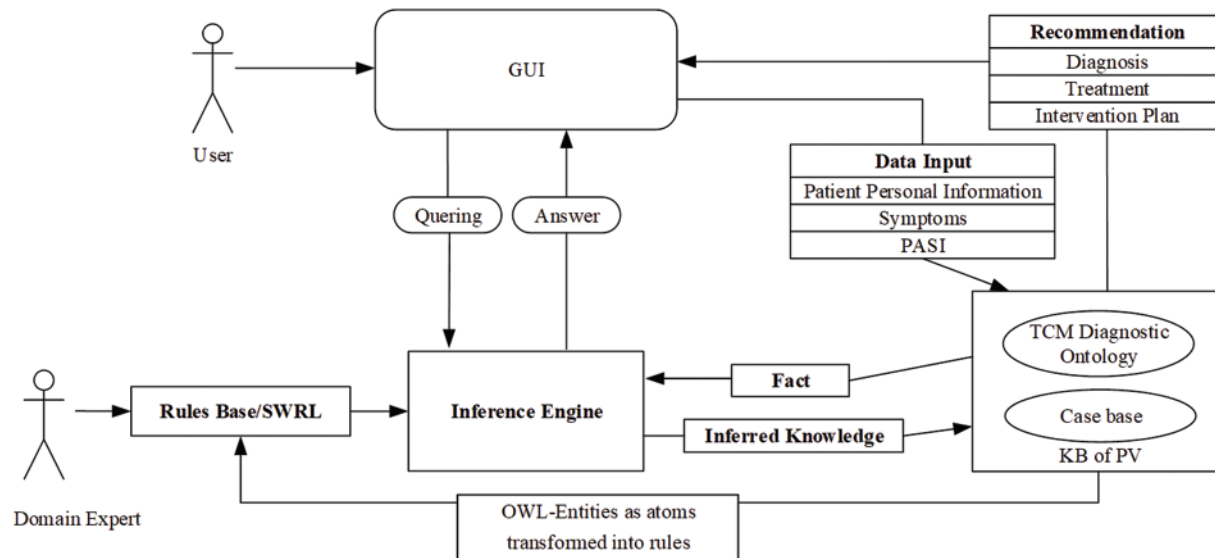 Recommendation
GUI
Diagnosis
Treatment
Intervention Plan
User
Data Input
Patient Personal Information
Quering
Answer
Symptoms
PASI
TCM Diagnostic
Ontology
Fact
Rules Base/SWRL
Inference Engine
Case base
Inferred Knowledge
KB of PV
Domain Expert
OWL-Entities as atoms
transformed into rules